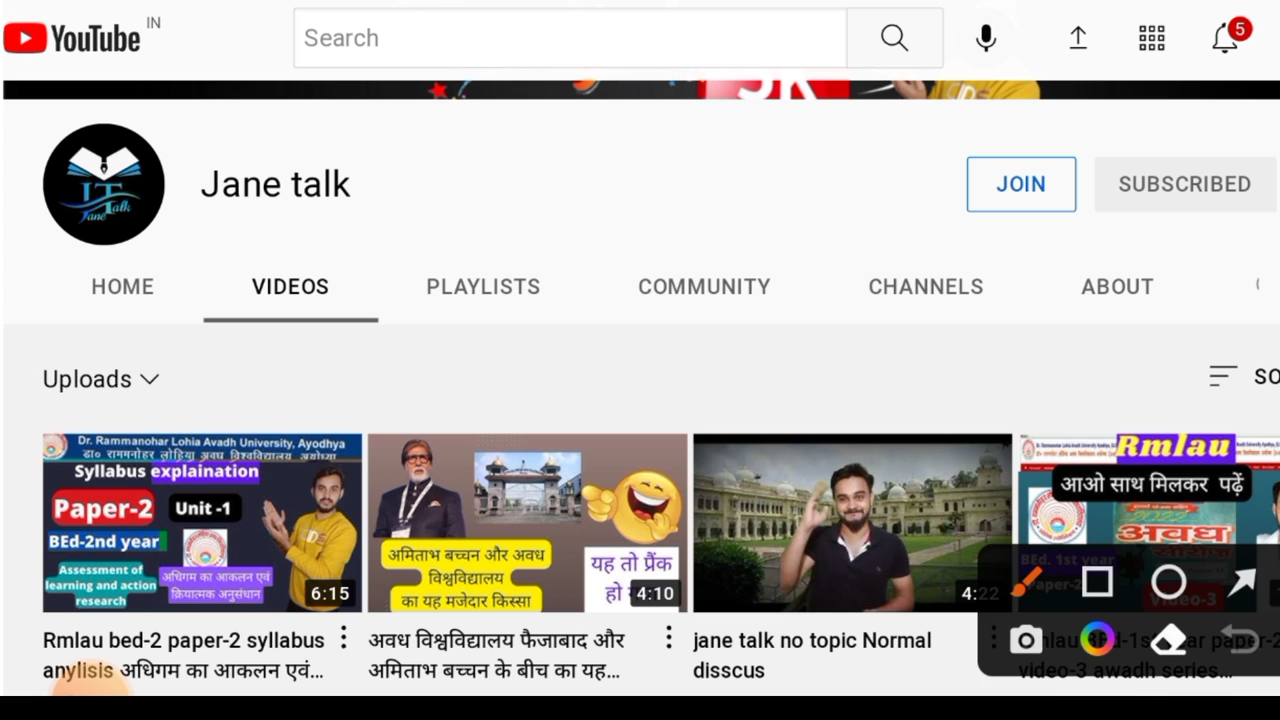 YouTube IN
Search
5
Jane talk
JOIN
SUBSCRIBED
HOME
VIDEOS
PLAYLISTS
COMMUNITY
CHANNELS
ABOUT
Uploads
SO
Dr. Rammanohar Lohia Avadh University, Ayodhya
डा० राममनोहर लोहिया अवध विश्वविद्यालय अयोध्या
Syllabus explaination
Paper-2
Unit -1
BEd-2nd year
Assessment of
learning and action
research
अधिगम का आकलन एवं
क्रियात्मक अनुसंधान
6:15
अमिताभ बच्चन और अवध
विश्वविद्यालय
का यह मजेदार किस्सा
यह तो प्रैंक
हो
4:10
4:22
Rmlau
आओ साथ मिलकर पढ़ें
2022
अवध
सीरीज
BEd. 1st year
Paper-2
Video-3
Rmlau bed-2 paper-2 syllabus
anylisis अधिगम का आकलन एवं...
अवध विश्वविद्यालय फैजाबाद और
अमिताभ बच्चन के बीच का यह...
jane talk no topic Normal
disscus
paper-2
video-3 awadh series...